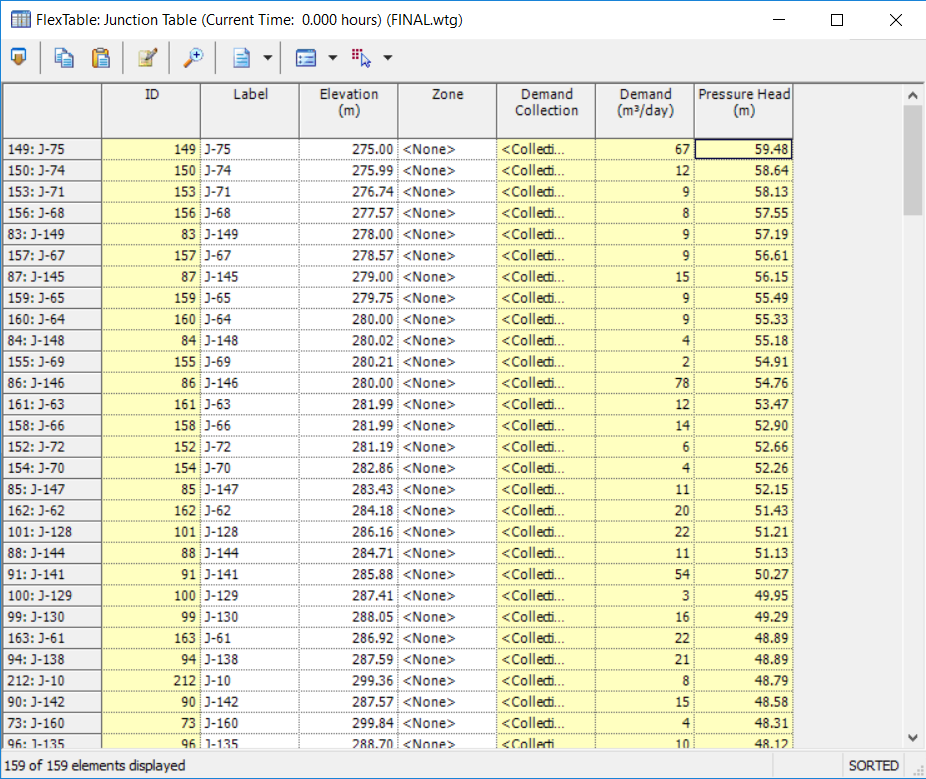 FlexTable: Junction Table (Current Time: 0.000 hours) (FINAL.wtg)
ID Label Elevation (m) Zone Demand Collection Demand (m³/day) Pressure Head (m)
149: J-75 149 J-75 275.00 <None> <Collecti... 67 59.48
150: J-74 150 J-74 275.99 <None> <Collecti... 12 58.64
153: J-71 153 J-71 276.74 <None> <Collecti... 9 58.13
156: J-68 156 J-68 277.57 <None> <Collecti... 8 57.55
83: J-149 83 J-149 278.00 <None> <Collecti... 9 57.19
157: J-67 157 J-67 278.57 <None> <Collecti... 9 56.61
87: J-145 87 J-145 279.00 <None> <Collecti... 15 56.15
159: J-65 159 J-65 279.75 <None> <Collecti... 9 55.49
160: J-64 160 J-64 280.00 <None> <Collecti... 9 55.33
84: J-148 84 J-148 280.02 <None> <Collecti... 4 55.18
155: J-69 155 J-69 280.21 <None> <Collecti... 2 54.91
86: J-146 86 J-146 280.00 <None> <Collecti... 78 54.76
161: J-63 161 J-63 281.99 <None> <Collecti... 12 53.47
158: J-66 158 J-66 281.99 <None> <Collecti... 14 52.90
152: J-72 152 J-72 281.19 <None> <Collecti... 6 52.66
154: J-70 154 J-70 282.86 <None> <Collecti... 4 52.26
85: J-147 85 J-147 283.43 <None> <Collecti... 11 52.15
162: J-62 162 J-62 284.18 <None> <Collecti... 20 51.43
101: J-128 101 J-128 286.16 <None> <Collecti... 22 51.21
88: J-144 88 J-144 284.71 <None> <Collecti... 11 51.13
91: J-141 91 J-141 285.88 <None> <Collecti... 54 50.27
100: J-129 100 J-129 287.41 <None> <Collecti... 3 49.95
99: J-130 99 J-130 288.05 <None> <Collecti... 16 49.29
163: J-61 163 J-61 286.92 <None> <Collecti... 22 48.89
94: J-138 94 J-138 287.59 <None> <Collecti... 21 48.89
212: J-10 212 J-10 299.36 <None> <Collecti... 8 48.79
90: J-142 90 J-142 287.57 <None> <Collecti... 15 48.58
73: J-160 73 J-160 299.84 <None> <Collecti... 4 48.31
96: J-135 96 J-135 288.70 <None> <Collecti... 10 48.12
159 of 159 elements displayed SORTED